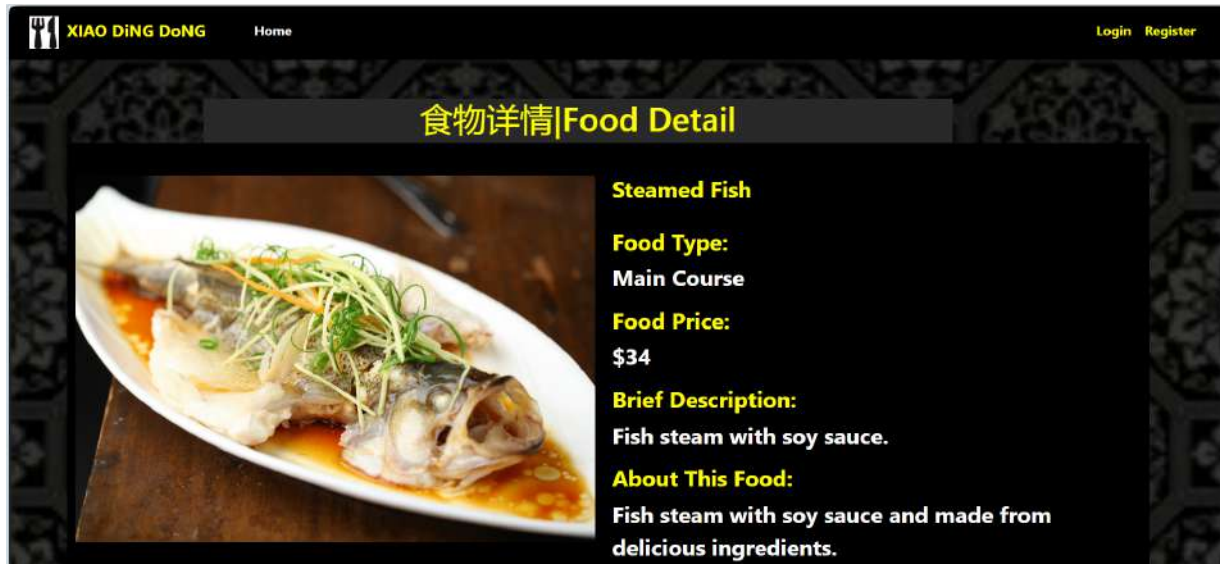 XIAO DiNG DoNG
Home
Login
Register
食物详情|Food Detail
Steamed Fish
Food Type:
Main Course
Food Price:
$34
Brief Description:
Fish steam with soy sauce.
About This Food:
Fish steam with soy sauce and made from
delicious ingredients.